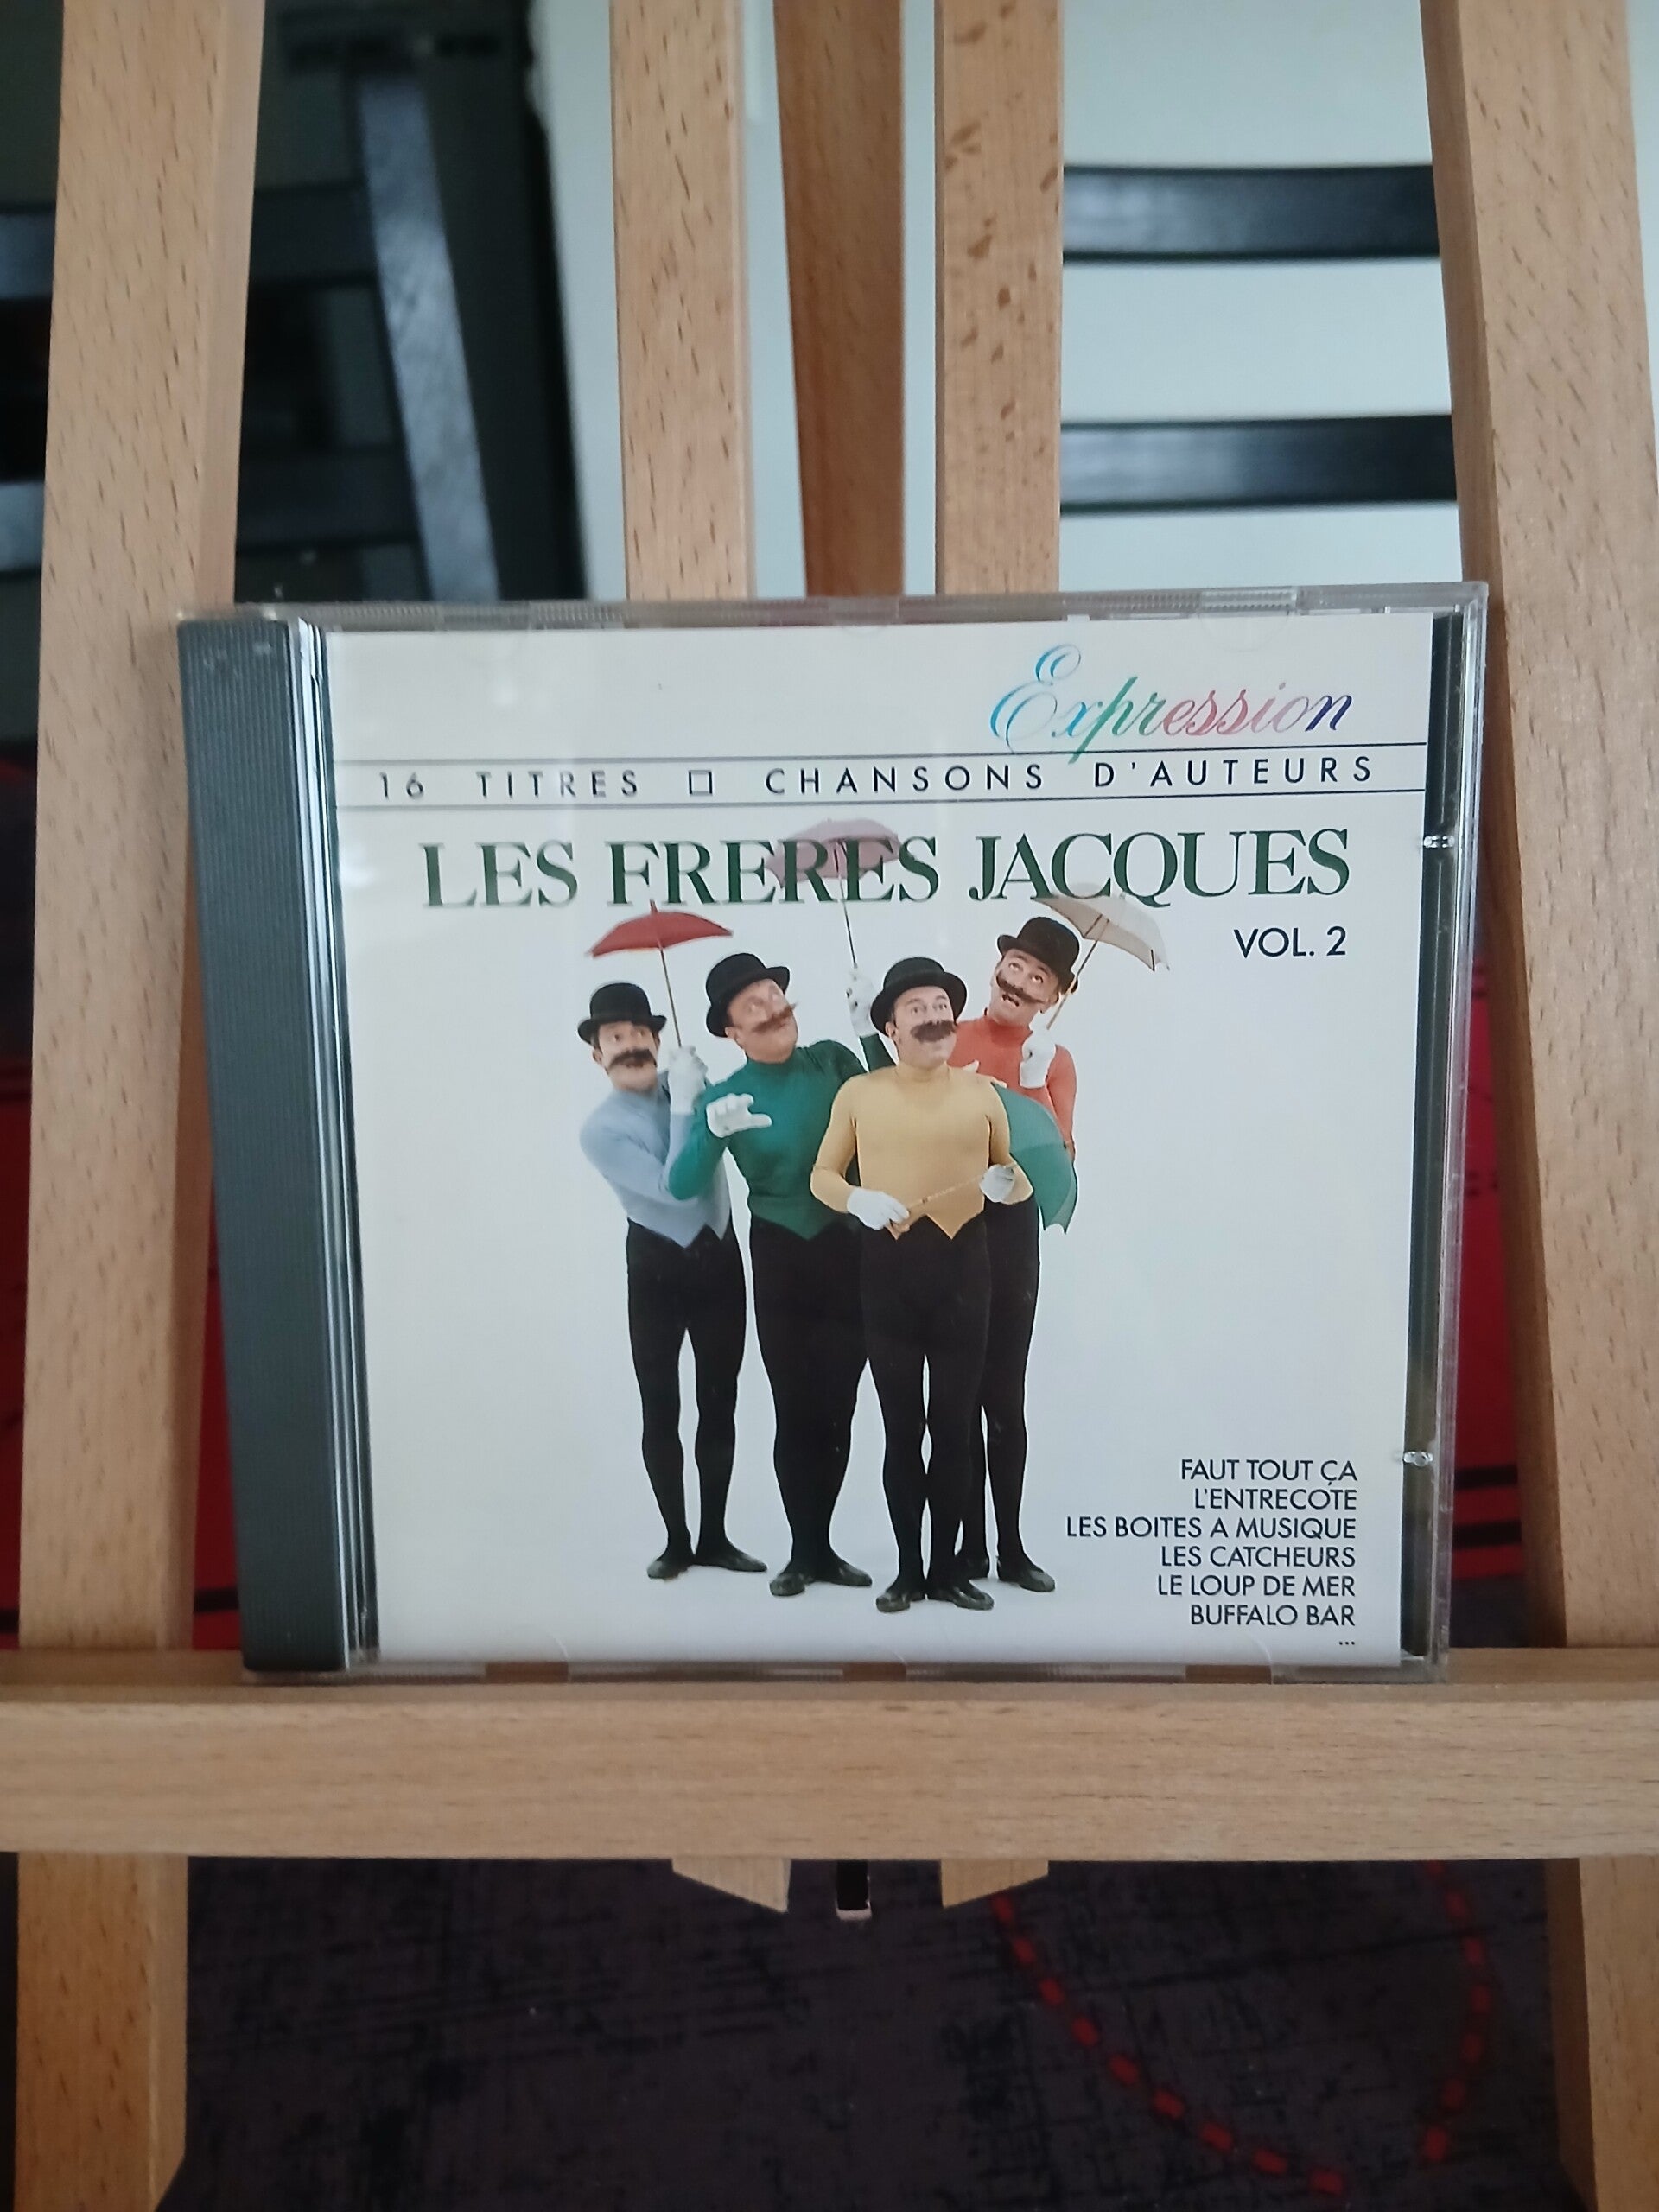 Expression
16 TITRES □ CHANSONS D'AUTEURS
LES FRERES JACQUES
VOL. 2
FAUT TOUT ÇA
L'ENTRECOTE
LES BOITES A MUSIQUE
LES CATCHEURS
LE LOUP DE MER
BUFFALO BAR
...